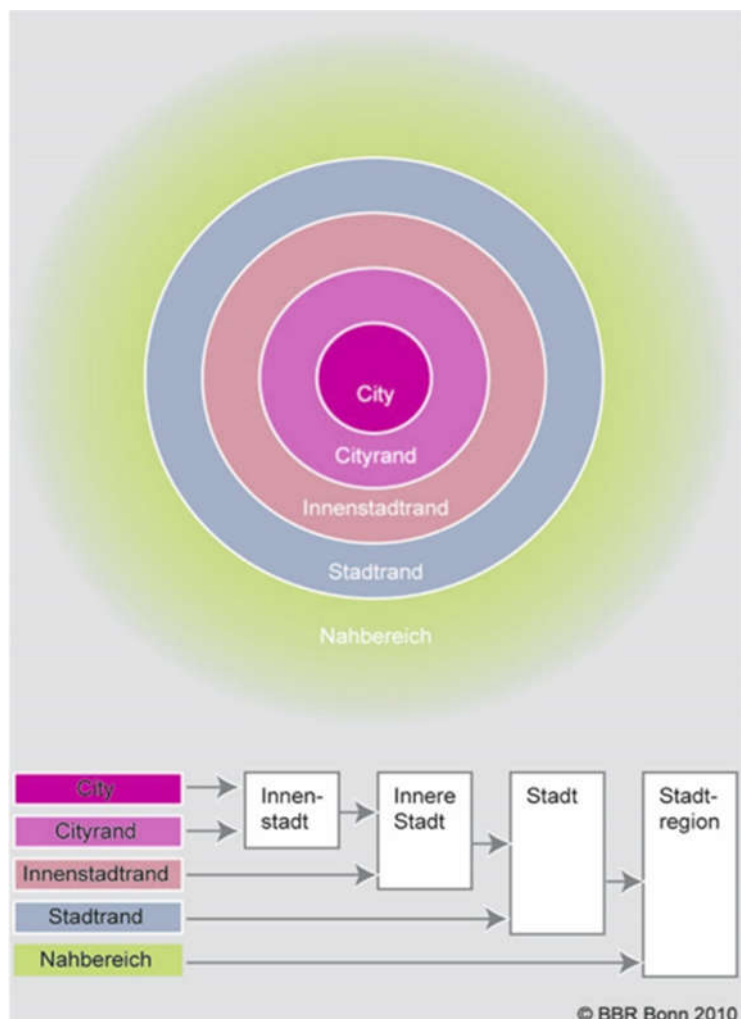 City
Cityrand
Innenstadtrand
Stadtrand
Nahbereich
City
Cityrand
Innenstadtrand
Stadtrand
Nahbereich
Innen-
stadt
Innere
Stadt
Stadt
Stadt-
region
© BBR Bonn 2010